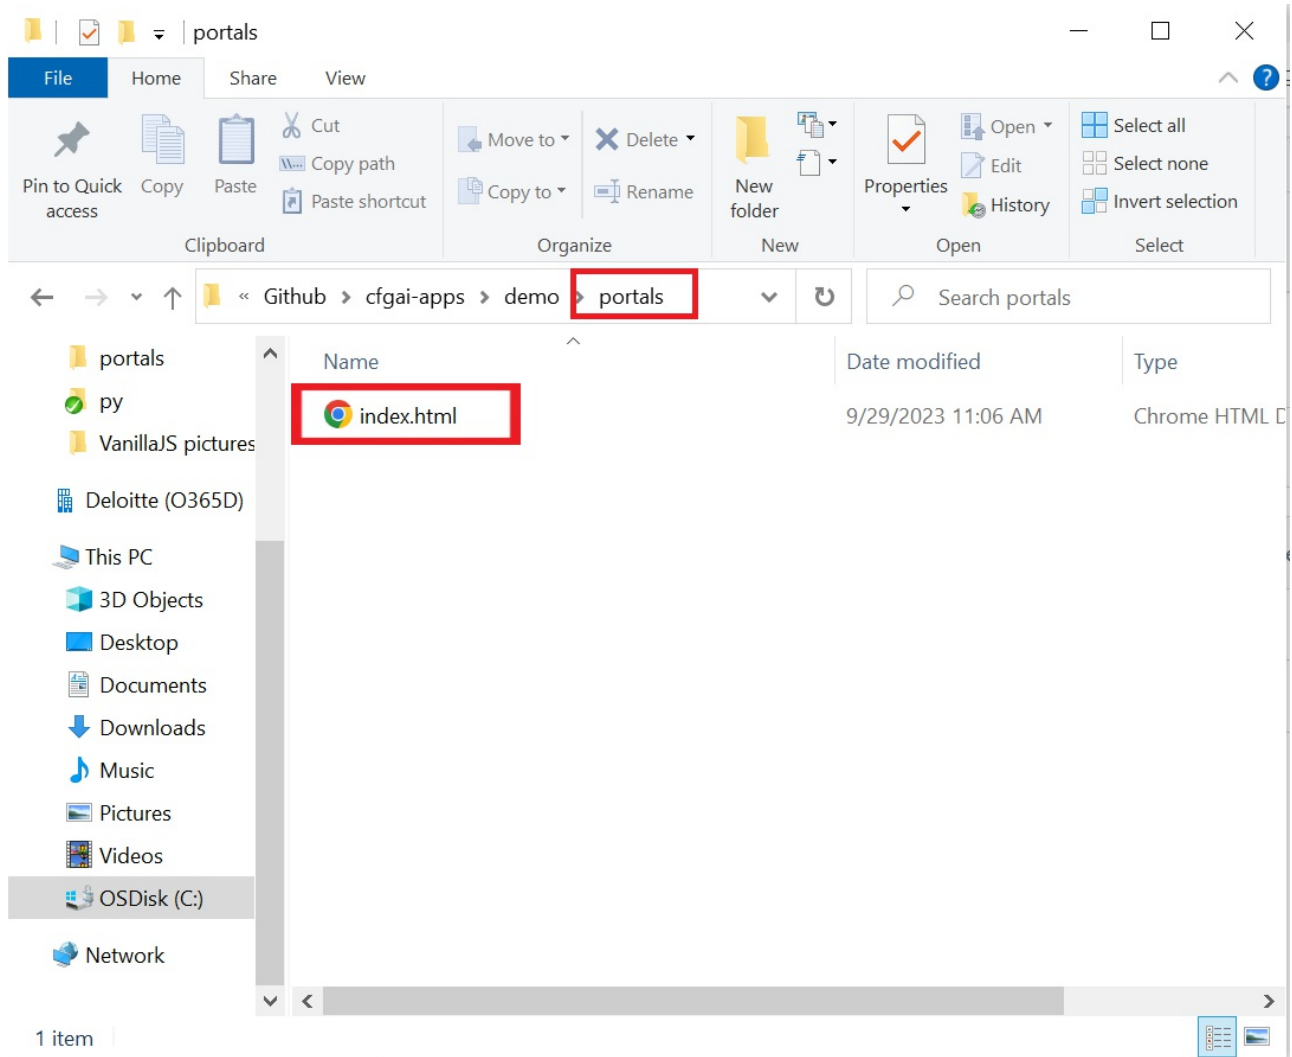 portals
File Home Share View
Pin to Quick access
Copy
Paste
Cut
Copy path
Paste shortcut
Clipboard
Move to
Copy to
Delete
Rename
Organize
New folder
New
Properties
Open
Edit
History
Open
Select all
Select none
Invert selection
Select
« Github > cfgai-apps > demo > portals
Search portals
portals
py
VanillaJS pictures
Deloitte (O365D)
This PC
3D Objects
Desktop
Documents
Downloads
Music
Pictures
Videos
OSDisk (C:)
Network
Name Date modified Type
index.html 9/29/2023 11:06 AM Chrome HTML D
1 item